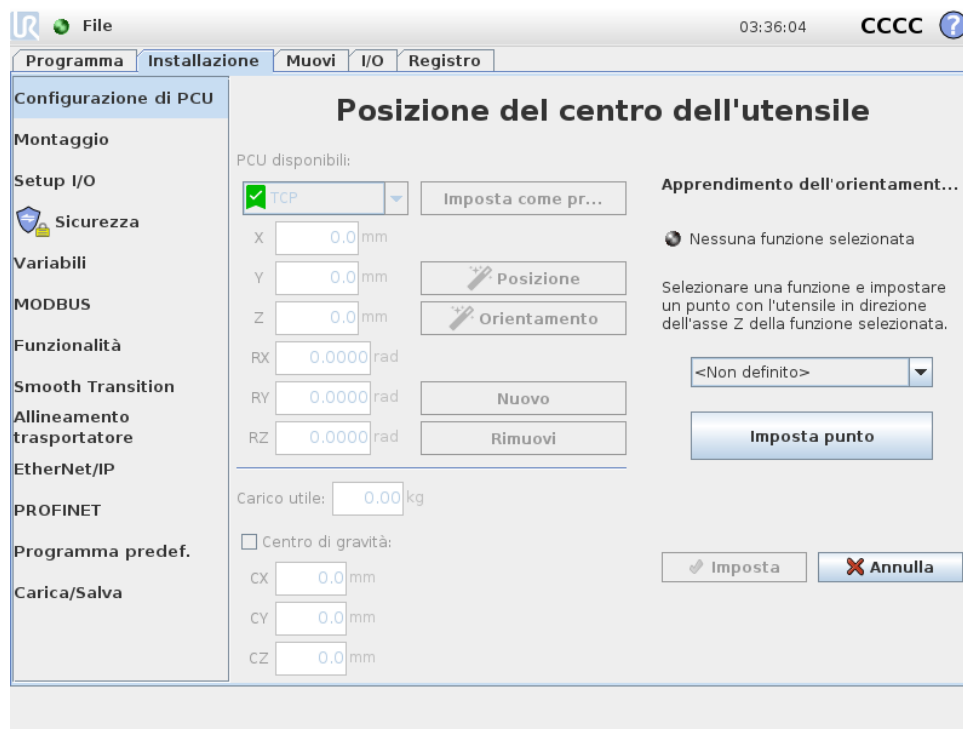 UR File 03:36:04 CCCC ?
Programma Installazione Muovi I/O Registro
Configurazione di PCU
Montaggio
Setup I/O
Sicurezza
Variabili
MODBUS
Funzionalità
Smooth Transition
Allineamento
trasportatore
EtherNet/IP
PROFINET
Programma predef.
Carica/Salva
Posizione del centro dell'utensile
PCU disponibili:
TCP Imposta come pr...
X 0.0 mm
Y 0.0 mm Posizione
Z 0.0 mm Orientamento
RX 0.0000 rad
RY 0.0000 rad Nuovo
RZ 0.0000 rad Rimuovi
Carico utile: 0.00 kg
Centro di gravità:
CX 0.0 mm
CY 0.0 mm
CZ 0.0 mm
Apprendimento dell'orientament...
Nessuna funzione selezionata
Selezionare una funzione e impostare
un punto con l'utensile in direzione
dell'asse Z della funzione selezionata.
<Non definito>
Imposta punto
Imposta Annulla